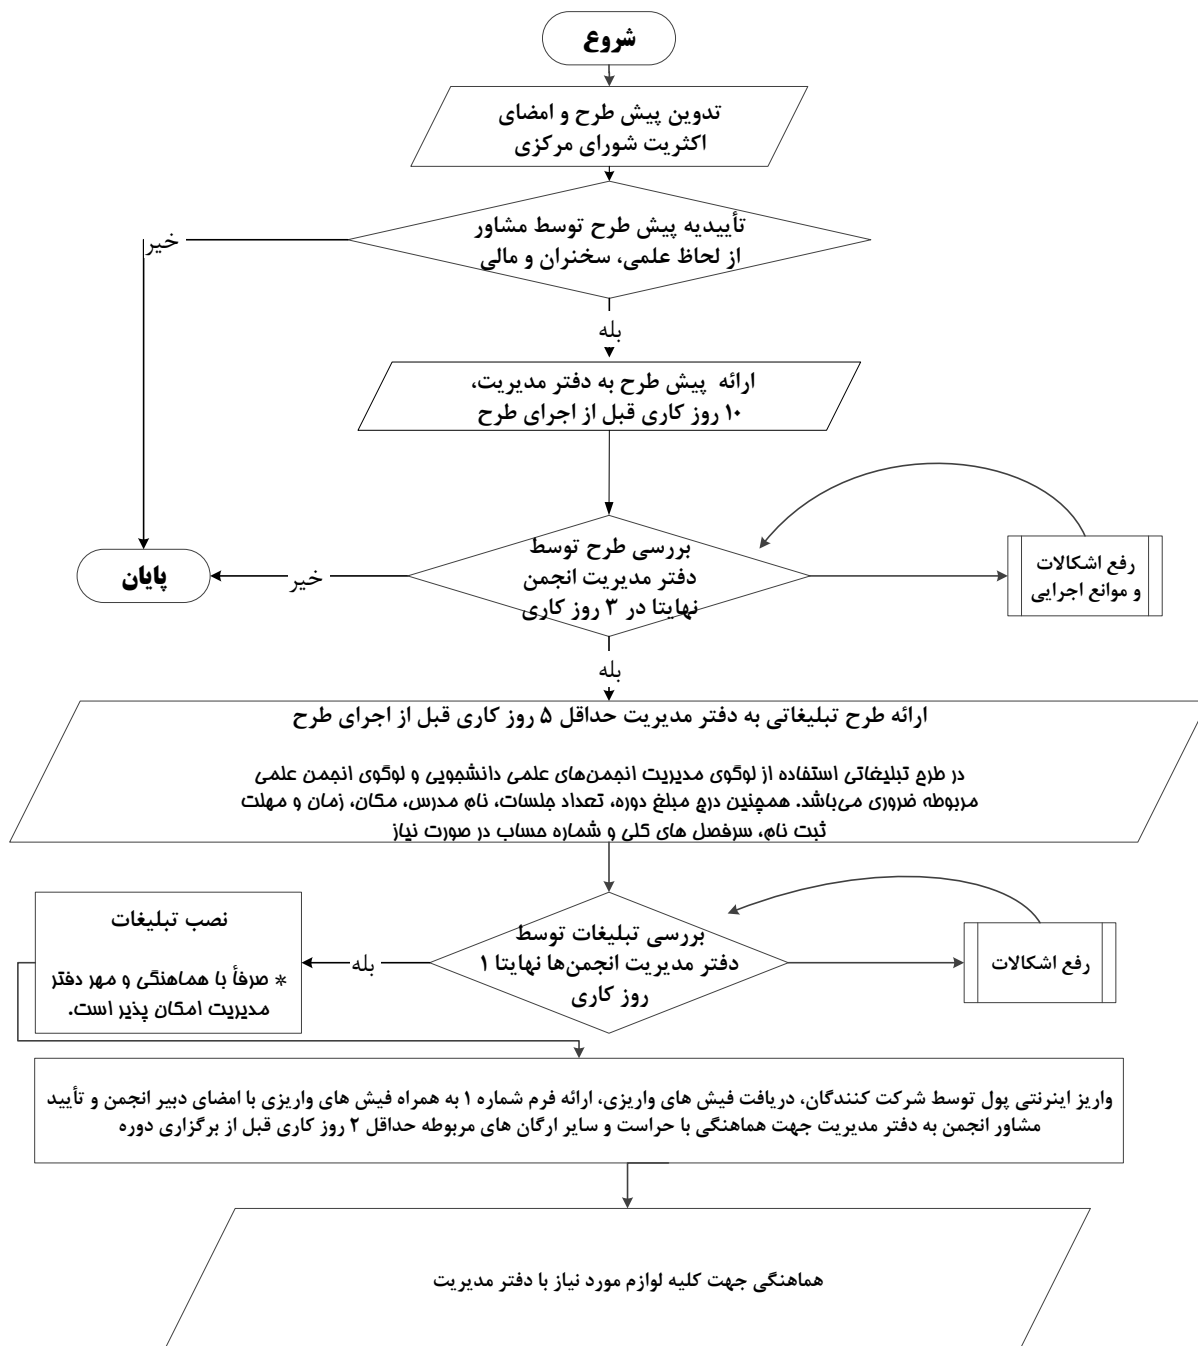 شروع
تدوین پیش طرح و امضای
اکثریت شورای مرکزی
تأییدیه پیش طرح توسط مشاور
از لحاظ علمی، سخنران و مالی
خیر
بله
ارائه پیش طرح به دفتر مدیریت،
۱۰ روز کاری قبل از اجرای طرح
بررسی طرح توسط
دفتر مدیریت انجمن
نهایتا در ۳ روز کاری
رفع اشکالات
و موانع اجرایی
خیر
پایان
بله
ارائه طرح تبلیغاتی به دفتر مدیریت حداقل ۵ روز کاری قبل از اجرای طرح
در طرح تبلیغاتی استفاده از لوگوی مدیریت انجمن‌های علمی دانشجویی و لوگوی انجمن علمی
مربوطه ضروری می‌باشد. همچنین درج مبلغ دوره، تعداد جلسات، نام مدرس، مکان، زمان و مهلت
ثبت نام، سرفصل های کلی و شماره حساب در صورت نیاز
بررسی تبلیغات توسط
دفتر مدیریت انجمن‌ها نهایتا ۱
روز کاری
رفع اشکالات
بله
نصب تبلیغات
* صرفاً با هماهنگی و مهر دفتر
مدیریت امکان پذیر است.
واریز اینترنتی پول توسط شرکت کنندگان، دریافت فیش های واریزی، ارائه فرم شماره ۱ به همراه فیش های واریزی با امضای دبیر انجمن و تأیید
مشاور انجمن به دفتر مدیریت جهت هماهنگی با حراست و سایر ارگان های مربوطه حداقل ۲ روز کاری قبل از برگزاری دوره
هماهنگی جهت کلیه لوازم مورد نیاز با دفتر مدیریت